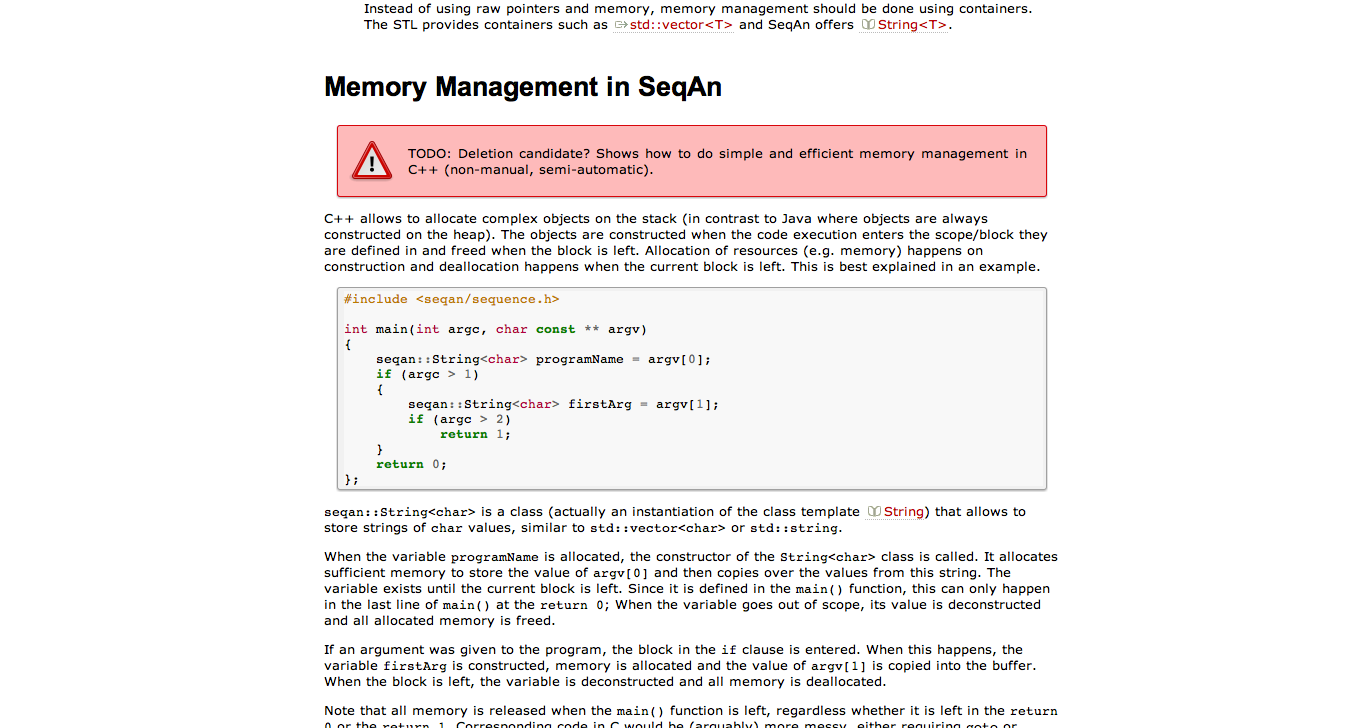 Instead of using raw pointers and memory, memory management should be done using containers.
The STL provides containers such as std::vector<T> and SeqAn offers String<T>.
Memory Management in SeqAn
TODO: Deletion candidate? Shows how to do simple and efficient memory management in
C++ (non-manual, semi-automatic).
C++ allows to allocate complex objects on the stack (in contrast to Java where objects are always
constructed on the heap). The objects are constructed when the code execution enters the scope/block they
are defined in and freed when the block is left. Allocation of resources (e.g. memory) happens on
construction and deallocation happens when the current block is left. This is best explained in an example.
#include <seqan/sequence.h>
int main(int argc, char const ** argv)
{
    seqan::String<char> programName = argv[0];
    if (argc > 1)
    {
        seqan::String<char> firstArg = argv[1];
        if (argc > 2)
            return 1;
    }
    return 0;
};
seqan::String<char> is a class (actually an instantiation of the class template String) that allows to
store strings of char values, similar to std::vector<char> or std::string.
When the variable programName is allocated, the constructor of the String<char> class is called. It allocates
sufficient memory to store the value of argv[0] and then copies over the values from this string. The
variable exists until the current block is left. Since it is defined in the main() function, this can only happen
in the last line of main() at the return 0; When the variable goes out of scope, its value is deconstructed
and all allocated memory is freed.
If an argument was given to the program, the block in the if clause is entered. When this happens, the
variable firstArg is constructed, memory is allocated and the value of argv[1] is copied into the buffer.
When the block is left, the variable is deconstructed and all memory is deallocated.
Note that all memory is released when the main() function is left, regardless whether it is left in the return
0 or the return 1. Corresponding code in C would be (arguably) more messy, either requiring goto or